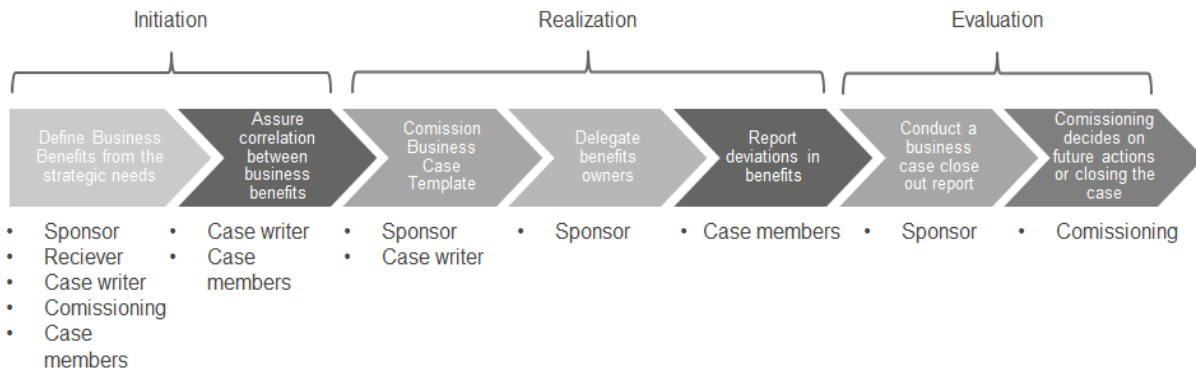 Initiation
Realization
Evaluation
Define Business
Benefits from the
strategic needs
Assure
correlation
between
business
benefits
Comission
Business
Case
Template
Delegate
benefits
owners
Report
deviations in
benefits
Conduct a
business
case close
out report
Comissioning
decides on
future actions
or closing the
case
• Sponsor
• Reciever
• Case writer
• Comissioning
• Case
members
• Case writer
• Case
members
• Sponsor
• Case writer
• Sponsor
• Case members
• Sponsor
• Comissioning